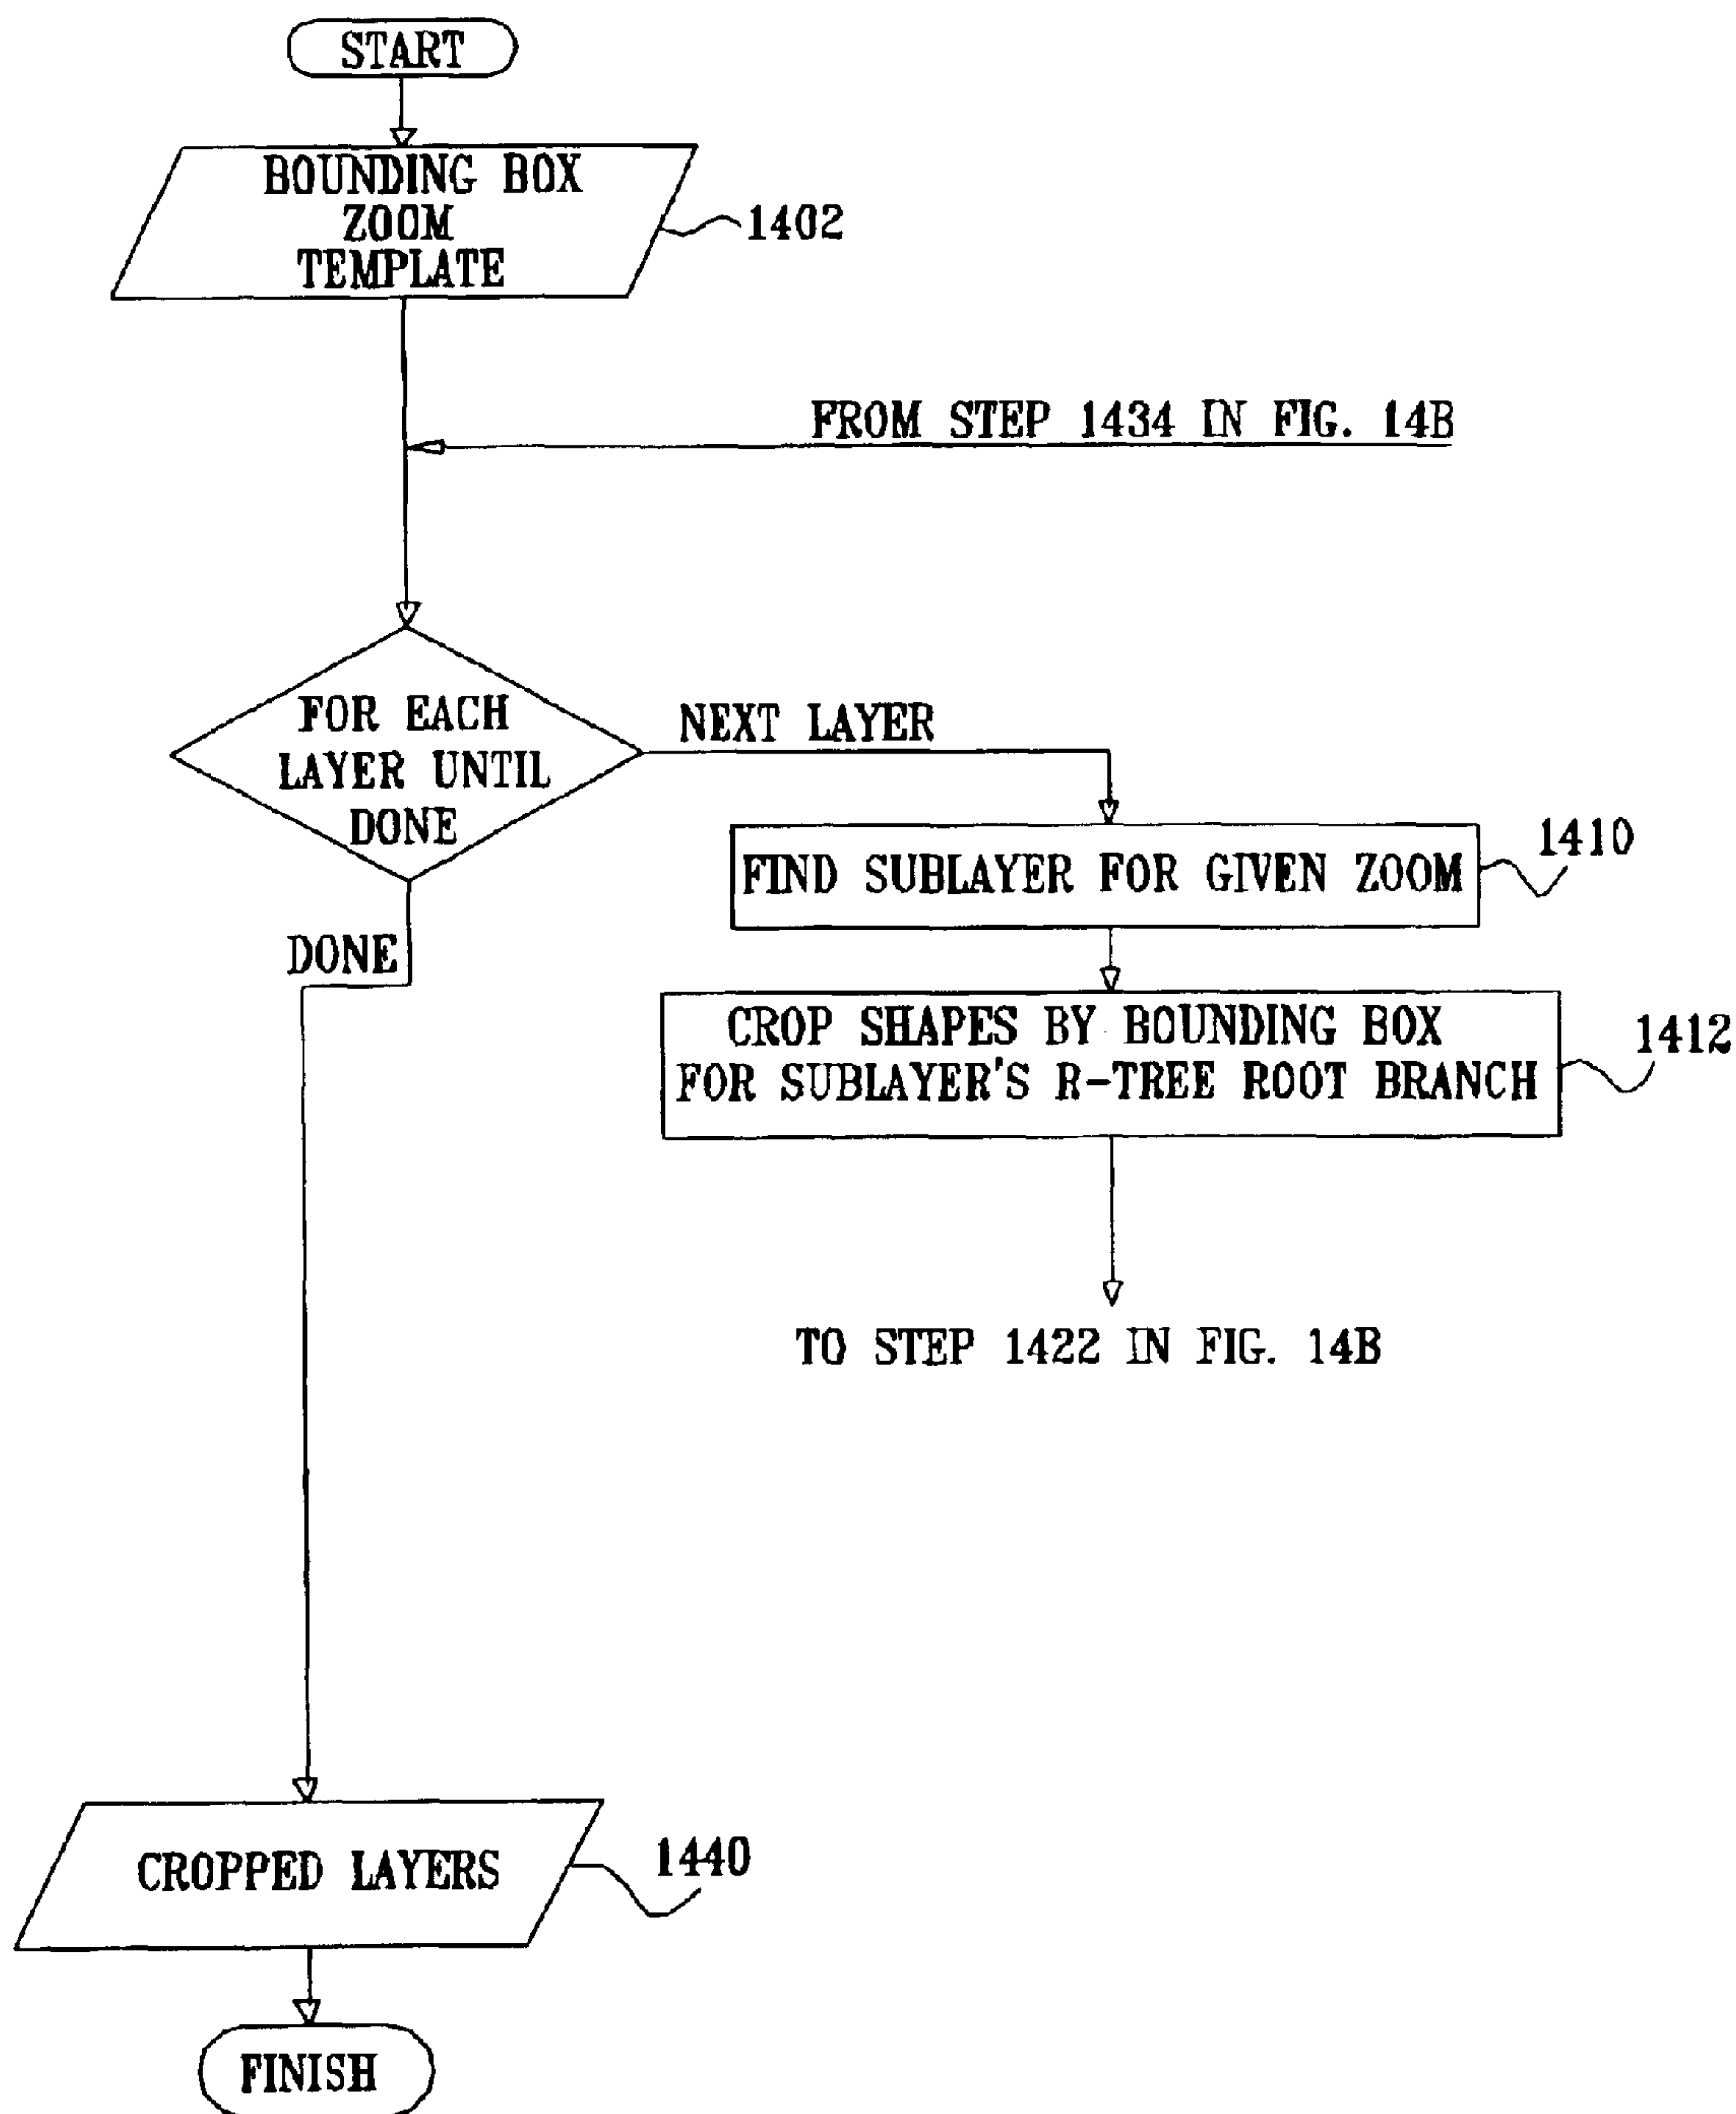 START
BOUNDING BOX
ZOOM
TEMPLATE
1402
FROM STEP 1434 IN FIG. 14B
FOR EACH
LAYER UNTIL
DONE
NEXT LAYER
FIND SUBLAYER FOR GIVEN ZOOM
1410
DONE
CROP SHAPES BY BOUNDING BOX
FOR SUBLAYER'S R-TREE ROOT BRANCH
1412
TO STEP 1422 IN FIG. 14B
CROPPED LAYERS
1440
FINISH